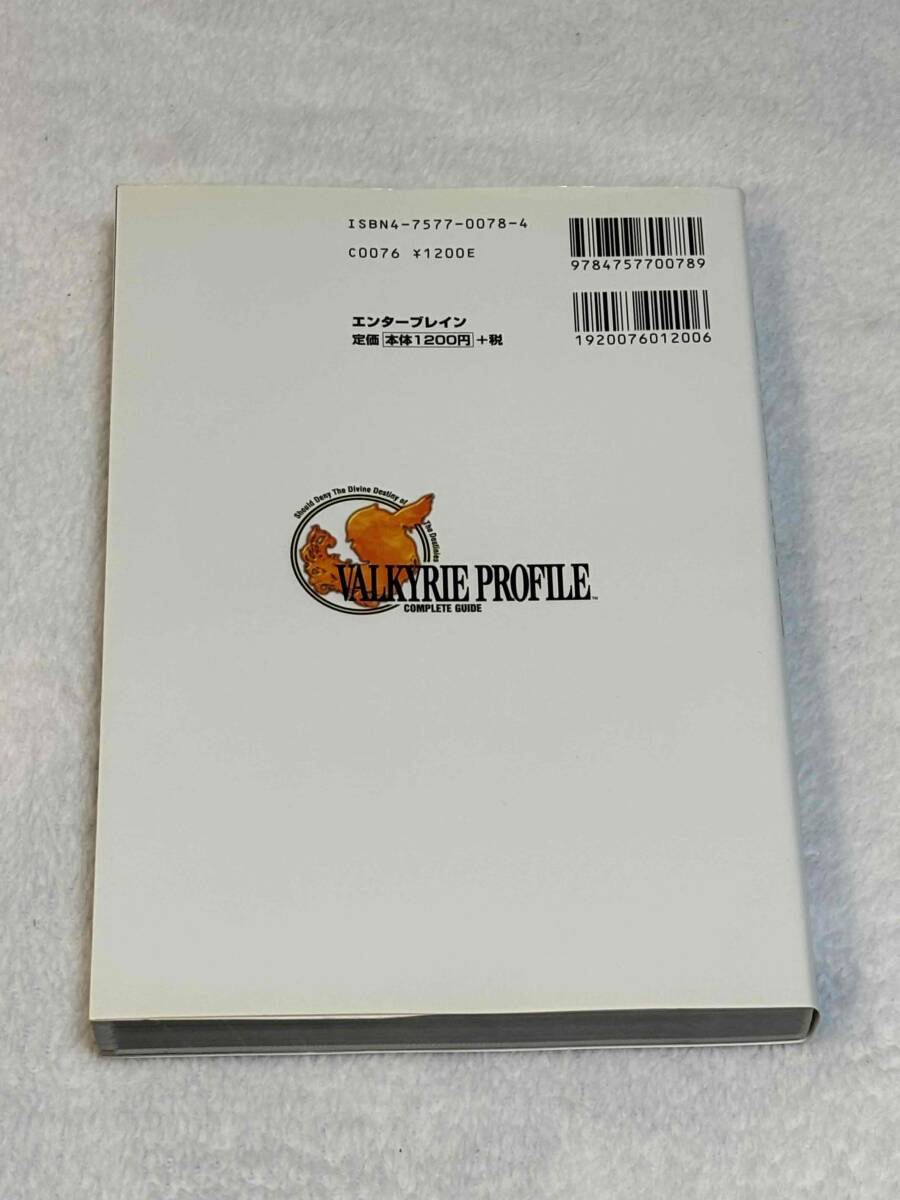 ISBN4-7577-0078-4
C0076 ¥1200E
9784757700789
エンターブレイン
定価 本体1200円 +税
1920076012006
Should Deny The Divine Destiny of The Destinies
VALKYRIE PROFILE™
COMPLETE GUIDE